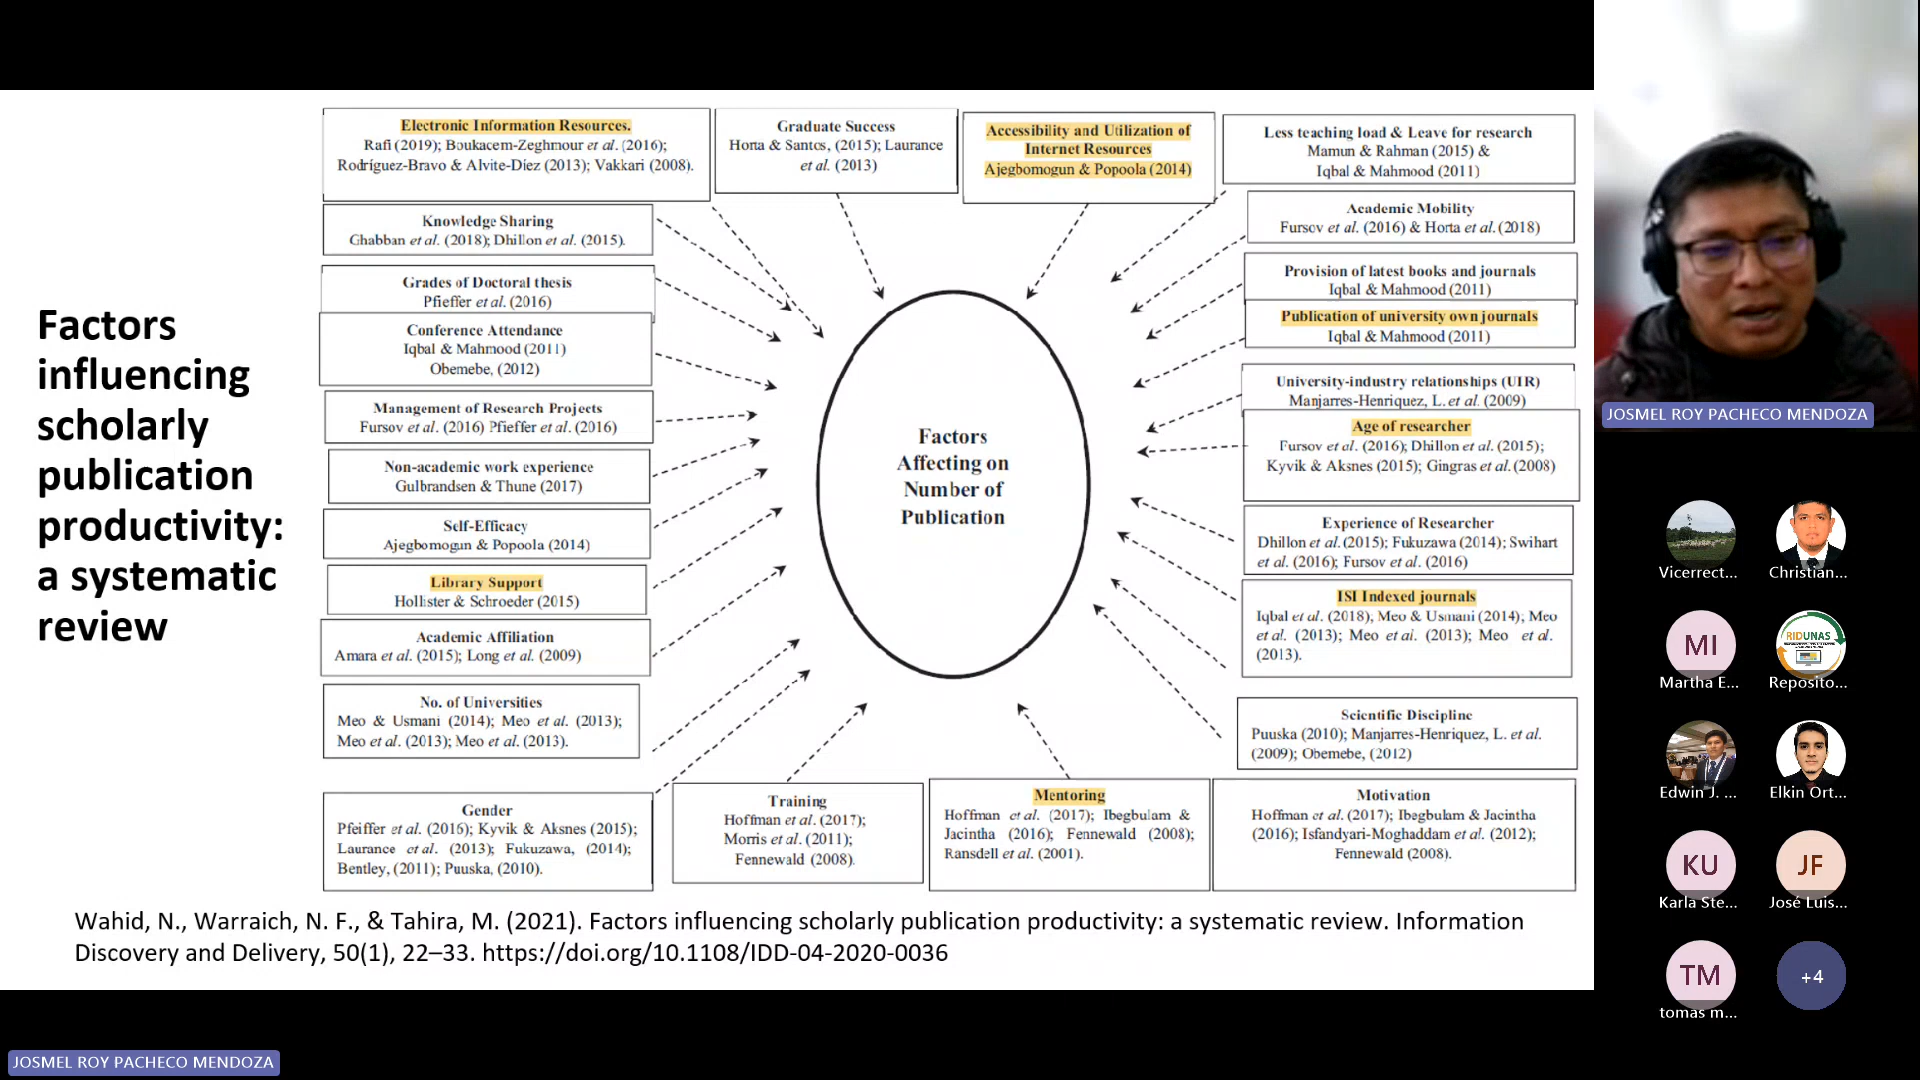 Factors
influencing
scholarly
publication
productivity:
a systematic
review
Electronic Information Resources.
Rafi (2019); Boukacem-Zeghmour et al. (2016);
Rodríguez-Bravo & Alvite-Díez (2013); Vakkari (2008).
Graduate Success
Horta & Santos, (2015); Laurance
et al. (2013)
Accessibility and Utilization of
Internet Resources
Ajegbomogun & Popoola (2014)
Less teaching load & Leave for research
Mamun & Rahman (2015) &
Iqbal & Mahmood (2011)
Knowledge Sharing
Ghabban et al. (2018); Dhillon et al. (2015).
Grades of Doctoral thesis
Pfieffer et al. (2016)
Conference Attendance
Iqbal & Mahmood (2011)
Obemebe, (2012)
Management of Research Projects
Fursov et al. (2016) Pfieffer et al. (2016)
Non-academic work experience
Gulbrandsen & Thune (2017)
Self-Efficacy
Ajegbomogun & Popoola (2014)
Library Support
Hollister & Schroeder (2015)
Academic Affiliation
Amara et al. (2015); Long et al. (2009)
No. of Universities
Meo & Usmani (2014); Meo et al. (2013);
Meo et al. (2013); Meo et al. (2013).
Gender
Pfeiffer et al. (2016); Kyvik & Aksnes (2015);
Laurance et al. (2013); Fukuzawa, (2014);
Bentley, (2011); Puuska, (2010).
Factors
Affecting on
Number of
Publication
Academic Mobility
Fursov et al. (2016) & Horta et al. (2018)
Provision of latest books and journals
Iqbal & Mahmood (2011)
Publication of university own journals
Iqbal & Mahmood (2011)
University-industry relationships (UIR)
Manjarres-Henriquez, L. et al. (2009)
Age of researcher
Fursov et al. (2016); Dhillon et al. (2015);
Kyvik & Aksnes (2015); Gingras et al. (2008)
Experience of Researcher
Dhillon et al. (2015); Fukuzawa (2014); Swihart
et al. (2016); Fursov et al. (2016)
ISI Indexed journals
Iqbal et al. (2018), Meo & Usmani (2014); Meo
et al. (2013); Meo et al. (2013); Meo et al.
(2013).
Scientific Discipline
Puuska (2010); Manjarres-Henriquez, L. et al.
(2009); Obemebe, (2012)
Training
Hoffman et al. (2017);
Morris et al. (2011);
Fennewald (2008).
Mentoring
Hoffman et al. (2017); Ibegbulam &
Jacintha (2016); Fennewald (2008);
Ransdell et al. (2001).
Motivation
Hoffman et al. (2017); Ibegbulam & Jacintha
(2016); Isfandyari-Moghaddam et al. (2012);
Fennewald (2008).
Wahid, N., Warraich, N. F., & Tahira, M. (2021). Factors influencing scholarly publication productivity: a systematic review. Information
Discovery and Delivery, 50(1), 22–33. https://doi.org/10.1108/IDD-04-2020-0036
JOSMEL ROY PACHECO MENDOZA
Vicerrect...
Christian...
MI
Martha E...
RIDUNAS
Reposito...
Edwin J. ...
Elkin Ort...
KU
Karla Ste...
JF
José Luis...
TM
tomas m...
+4
JOSMEL ROY PACHECO MENDOZA